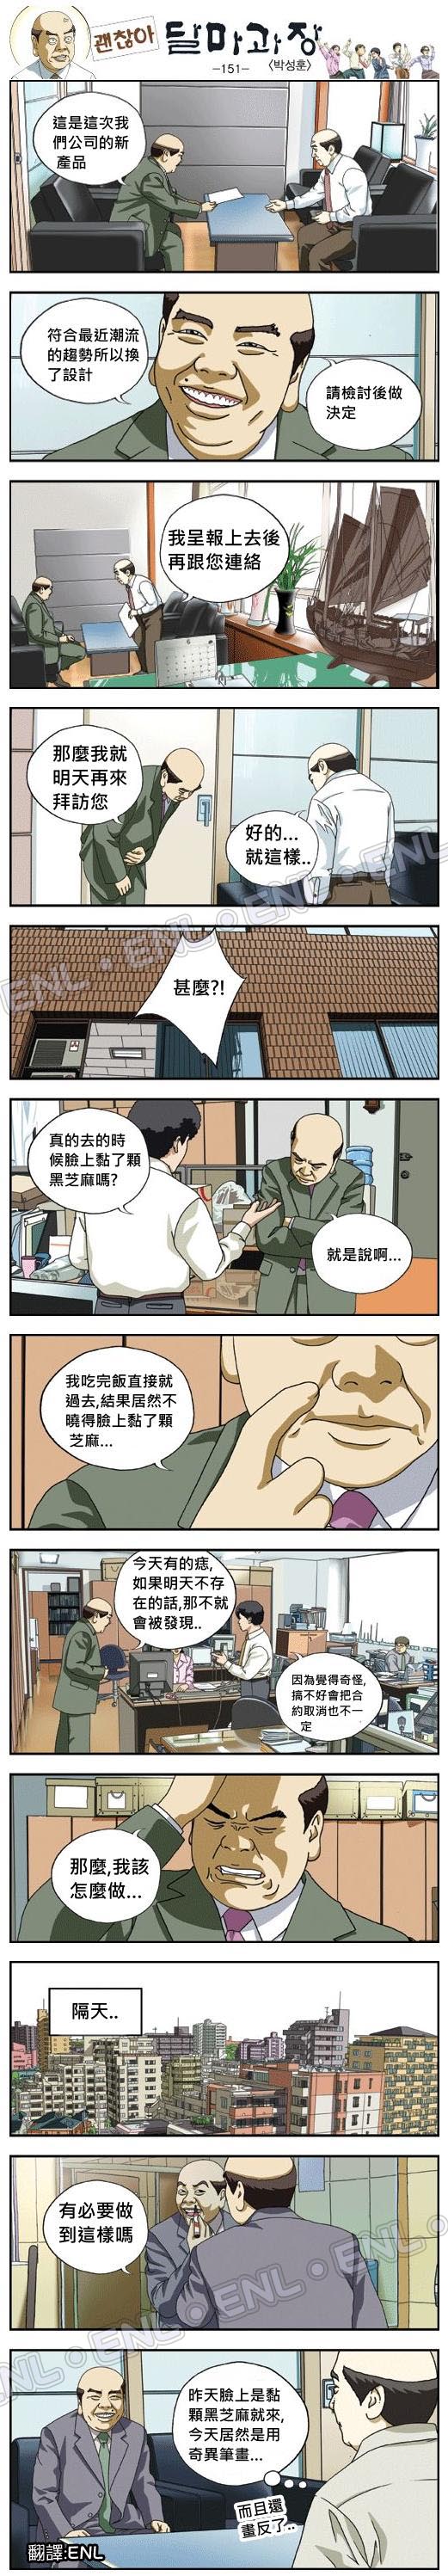 괜찮아 달마과장
-151- 〈박성훈〉
這是這次我
們公司的新
產品
符合最近潮流
的趨勢所以換
了設計
請檢討後做
決定
我呈報上去後
再跟您連絡
那麼我就
明天再來
拜訪您
好的...
就這樣..
ENL ENL ENL ENL
甚麼?!
真的去的時
候臉上黏了顆
黑芝麻嗎?
就是說啊...
我吃完飯直接就
過去,結果居然不
曉得臉上黏了顆
芝麻...
今天有的痣,
如果明天不存
在的話,那不就
會被發現..
因為覺得奇怪,
搞不好會把合
約取消也不一
定
那麼,我該
怎麼做...
隔天..
有必要做
到這樣嗎
ENL ENL ENL ENL
昨天臉上是黏
顆黑芝麻就來,
今天居然是用
奇異筆畫...
而且還
畫反了..
翻譯:ENL